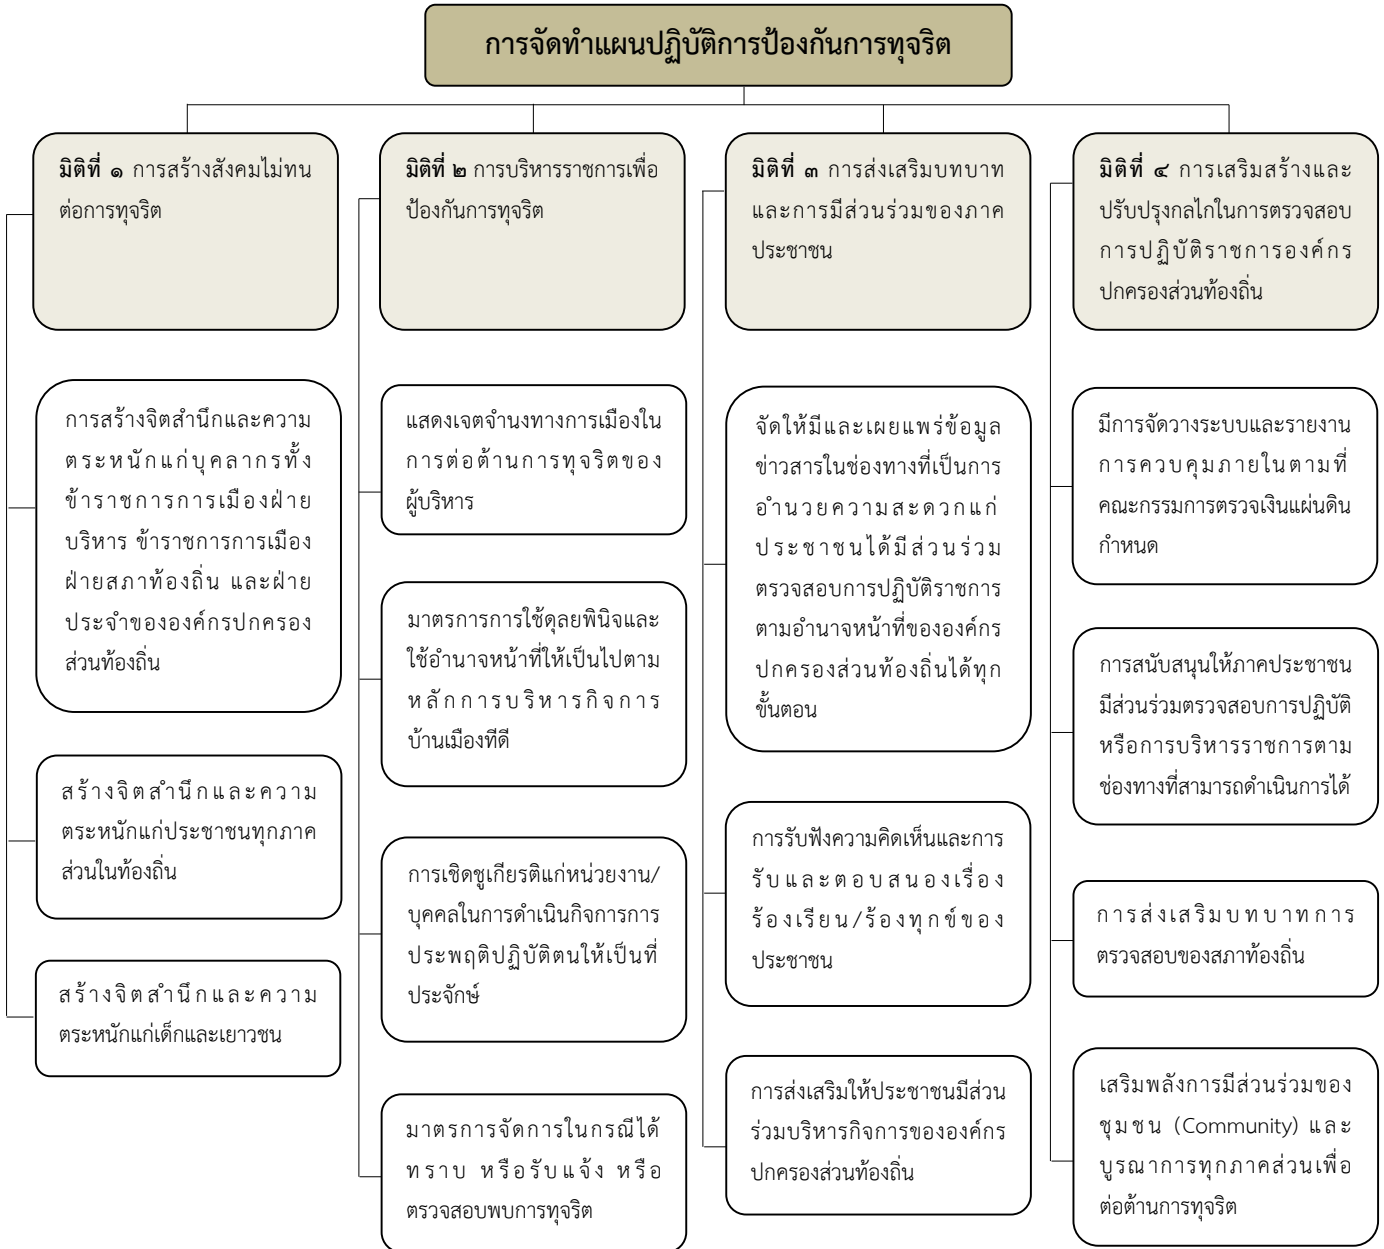 การจัดทำแผนปฏิบัติการป้องกันการทุจริต
มิติที่ ๑ การสร้างสังคมไม่ทน
ต่อการทุจริต
การสร้างจิตสำนึกและความ
ตระหนักแก่บุคลากรทั้ง
ข้าราชการการเมืองฝ่าย
บริหาร ข้าราชการการเมือง
ฝ่ายสภาท้องถิ่น และฝ่าย
ประจำขององค์กรปกครอง
ส่วนท้องถิ่น
สร้างจิตสำนึกและความ
ตระหนักแก่ประชาชนทุกภาค
ส่วนในท้องถิ่น
สร้างจิตสำนึกและความ
ตระหนักแก่เด็กและเยาวชน
มิติที่ ๒ การบริหารราชการเพื่อ
ป้องกันการทุจริต
แสดงเจตจำนงทางการเมืองใน
การต่อต้านการทุจริตของ
ผู้บริหาร
มาตรการการใช้ดุลยพินิจและ
ใช้อำนาจหน้าที่ให้เป็นไปตาม
หลักการบริหารกิจการ
บ้านเมืองทีดี
การเชิดชูเกียรติแก่หน่วยงาน/
บุคคลในการดำเนินกิจการการ
ประพฤติปฏิบัติตนให้เป็นที่
ประจักษ์
มาตรการจัดการในกรณีได้
ทราบ หรือรับแจ้ง หรือ
ตรวจสอบพบการทุจริต
มิติที่ ๓ การส่งเสริมบทบาท
และการมีส่วนร่วมของภาค
ประชาชน
จัดให้มีและเผยแพร่ข้อมูล
ข่าวสารในช่องทางที่เป็นการ
อำนวยความสะดวกแก่
ประชาชนได้มีส่วนร่วม
ตรวจสอบการปฏิบัติราชการ
ตามอำนาจหน้าที่ขององค์กร
ปกครองส่วนท้องถิ่นได้ทุก
ขั้นตอน
การรับฟังความคิดเห็นและการ
รับและตอบสนองเรื่อง
ร้องเรียน/ร้องทุกข์ของ
ประชาชน
การส่งเสริมให้ประชาชนมีส่วน
ร่วมบริหารกิจการขององค์กร
ปกครองส่วนท้องถิ่น
มิติที่ ๔ การเสริมสร้างและ
ปรับปรุงกลไกในการตรวจสอบ
การปฏิบัติราชการองค์กร
ปกครองส่วนท้องถิ่น
มีการจัดวางระบบและรายงาน
การควบคุมภายในตามที่
คณะกรรมการตรวจเงินแผ่นดิน
กำหนด
การสนับสนุนให้ภาคประชาชน
มีส่วนร่วมตรวจสอบการปฏิบัติ
หรือการบริหารราชการตาม
ช่องทางที่สามารถดำเนินการได้
การส่งเสริมบทบาทการ
ตรวจสอบของสภาท้องถิ่น
เสริมพลังการมีส่วนร่วมของ
ชุมชน (Community) และ
บูรณาการทุกภาคส่วนเพื่อ
ต่อต้านการทุจริต